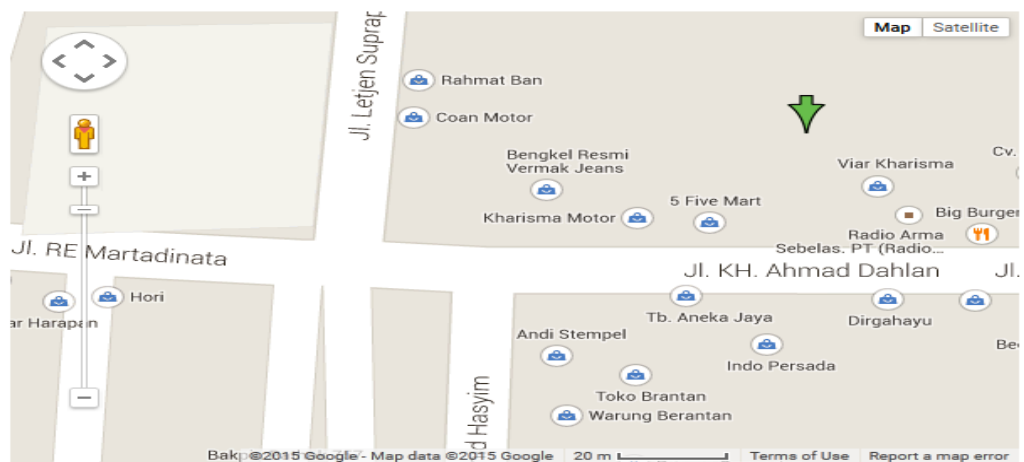 Map Satellite
Jl. Letjen Suprap
Rahmat Ban
Coan Motor
Bengkel Resmi
Vermak Jeans
Cv.
Viar Kharisma
5 Five Mart
Kharisma Motor
Big Burger
Radio Arma
Sebelas. PT (Radio...
Jl. RE Martadinata
Jl. KH. Ahmad Dahlan
Jl.
Hori
ar Harapan
Tb. Aneka Jaya
Dirgahayu
Andi Stempel
Indo Persada
Be
Toko Brantan
Warung Berantan
d Hasyim
Bak
©2015 Google - Map data ©2015 Google 20 m Terms of Use Report a map error